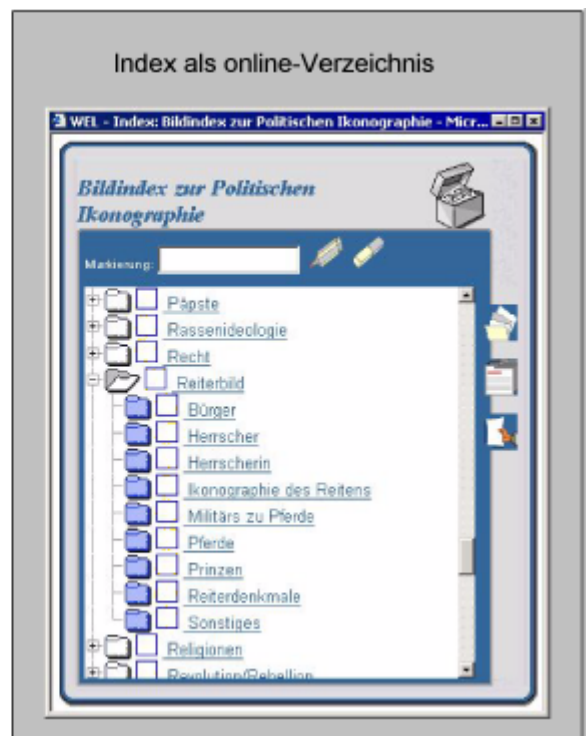 Index als online-Verzeichnis
WEL - Index: Bildindex zur Politischen Ikonographie - Micr...
Bildindex zur Politischen
Ikonographie
Markierung:
Päpste
Rassenideologie
Recht
Reiterbild
Bürger
Herrscher
Herrscherin
Ikonographie des Reitens
Militärs zu Pferde
Pferde
Prinzen
Reiterdenkmale
Sonstiges
Religionen
Revolution/Rebellion